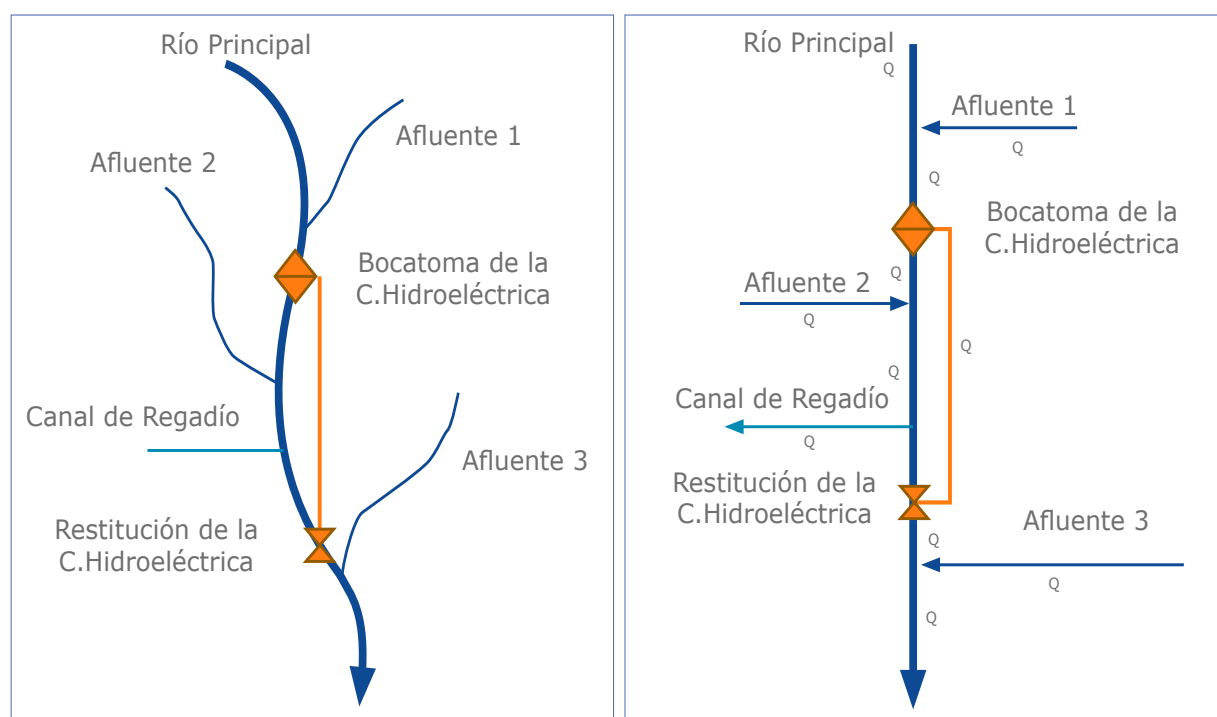 Río Principal
Afluente 1
Afluente 2
Bocatoma de la
C.Hidroeléctrica
Canal de Regadío
Afluente 3
Restitución de la
C.Hidroeléctrica
Río Principal
Q
Afluente 1
Q
Q
Bocatoma de la
C.Hidroeléctrica
Q
Afluente 2
Q
Q
Q
Canal de Regadío
Q
Restitución de la
C.Hidroeléctrica
Afluente 3
Q
Q
Q